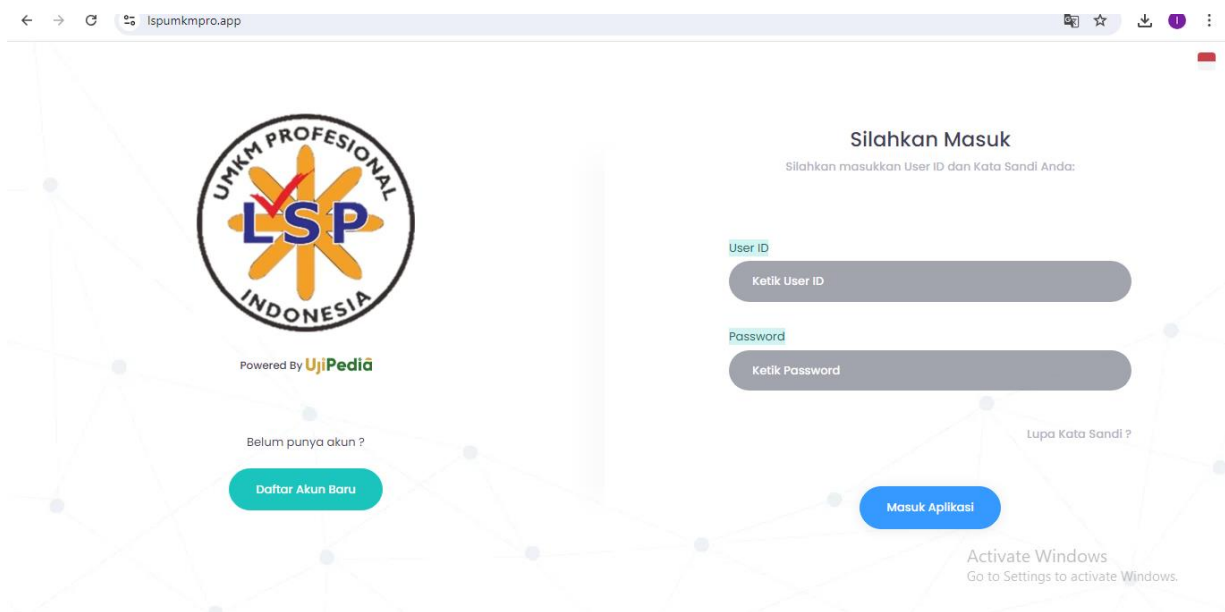 lspumkmpro.app
I
UMKM PROFESIONAL
LSP
INDONESIA
Powered By UjiPedia
Belum punya akun ?
Daftar Akun Baru
Silahkan Masuk
Silahkan masukkan User ID dan Kata Sandi Anda:
User ID
Ketik User ID
Password
Ketik Password
Lupa Kata Sandi ?
Masuk Aplikasi
Activate Windows
Go to Settings to activate Windows.